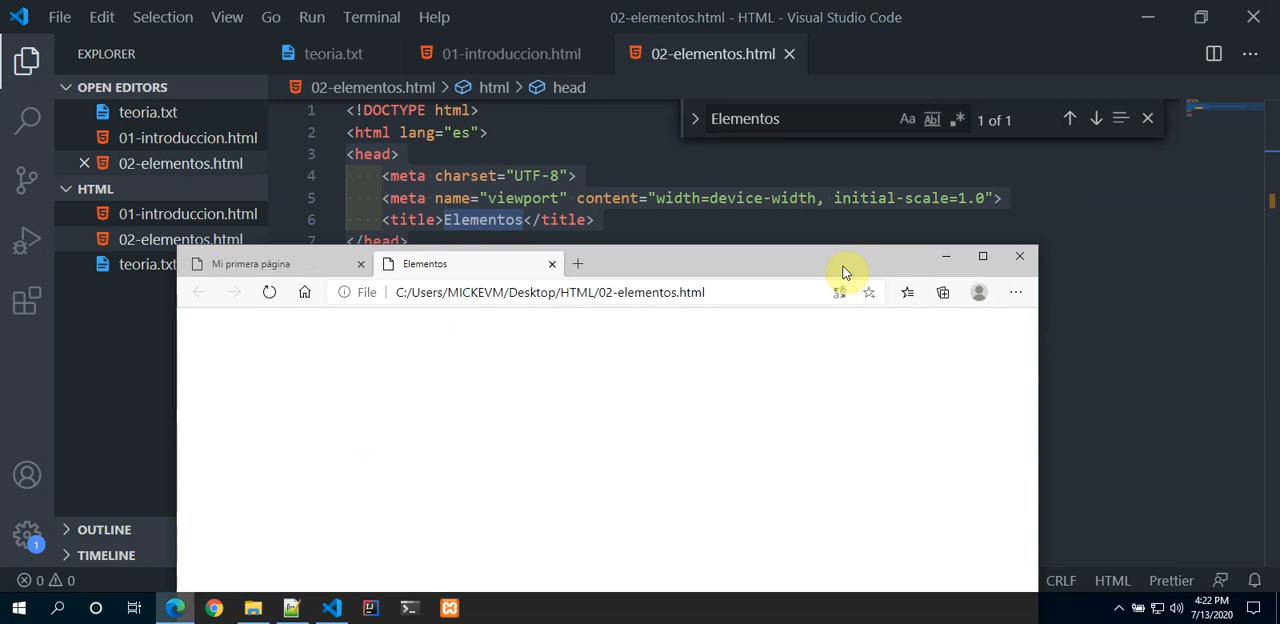 File Edit Selection View Go Run Terminal Help 02-elementos.html - HTML - Visual Studio Code
EXPLORER teoria.txt 01-introduccion.html 02-elementos.html
OPEN EDITORS
02-elementos.html > html > head
teoria.txt
01-introduccion.html
02-elementos.html
HTML
01-introduccion.html
02-elementos.html
teoria.txt
1 <!DOCTYPE html>
2 <html lang="es">
3 <head>
4 <meta charset="UTF-8">
5 <meta name="viewport" content="width=device-width, initial-scale=1.0">
6 <title>Elementos</title>
7 </head>
Elementos Aa Abl .* 1 of 1
Mi primera página Elementos
File C:/Users/MICKEVM/Desktop/HTML/02-elementos.html
OUTLINE
TIMELINE
1
0 0 CRLF HTML Prettier
4:22 PM
7/13/2020